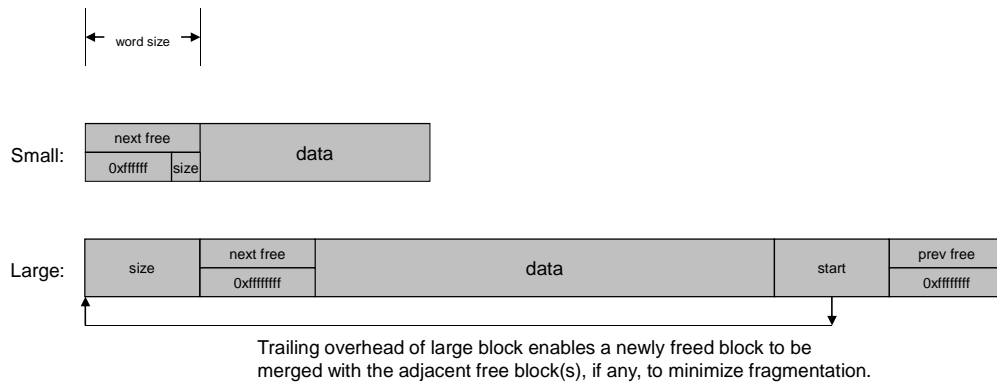 word size
Small:
next free
0xffffff
size
data
Large:
size
next free
0xffffffff
data
start
prev free
0xffffffff
Trailing overhead of large block enables a newly freed block to be
merged with the adjacent free block(s), if any, to minimize fragmentation.